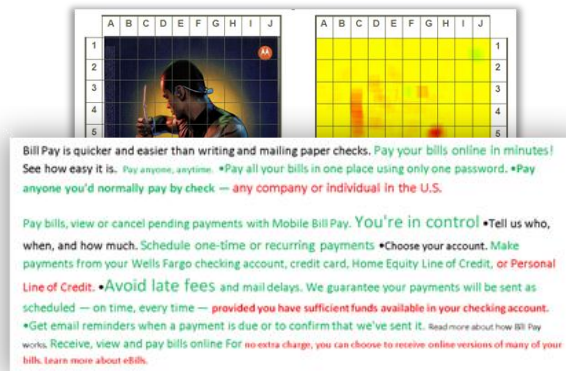 A B C D E F G H I J
A B C D E F G H I J
1 1
2 2
3 3
4 4
5 5
Bill Pay is quicker and easier than writing and mailing paper checks. Pay your bills online in minutes!
See how easy it is. Pay anyone, anytime. •Pay all your bills in one place using only one password. •Pay
anyone you'd normally pay by check — any company or individual in the U.S.
Pay bills, view or cancel pending payments with Mobile Bill Pay. You're in control •Tell us who,
when, and how much. Schedule one-time or recurring payments •Choose your account. Make
payments from your Wells Fargo checking account, credit card, Home Equity Line of Credit, or Personal
Line of Credit. •Avoid late fees and mail delays. We guarantee your payments will be sent as
scheduled — on time, every time — provided you have sufficient funds available in your checking account.
•Get email reminders when a payment is due or to confirm that we've sent it. Read more about how Bill Pay
works. Receive, view and pay bills online For no extra charge, you can choose to receive online versions of many of your
bills. Learn more about eBills.